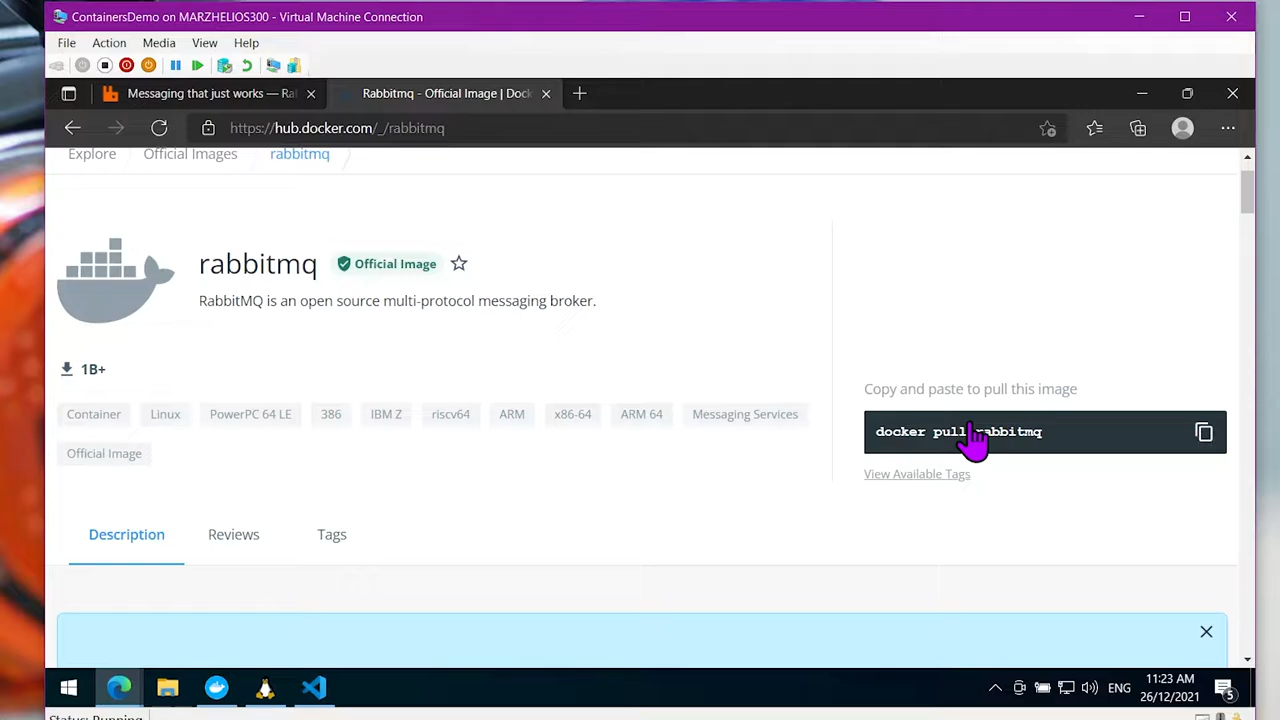 ContainersDemo on MARZHELIOS300 - Virtual Machine Connection
File Action Media View Help
Messaging that just works — Ra
Rabbitmq - Official Image | Dock
https://hub.docker.com/_/rabbitmq
Explore Official Images rabbitmq
rabbitmq Official Image
RabbitMQ is an open source multi-protocol messaging broker.
1B+
Container Linux PowerPC 64 LE 386 IBM Z riscv64 ARM x86-64 ARM 64 Messaging Services
Official Image
Copy and paste to pull this image
docker pull rabbitmq
View Available Tags
Description Reviews Tags
ENG
11:23 AM
26/12/2021
5
Status: Running